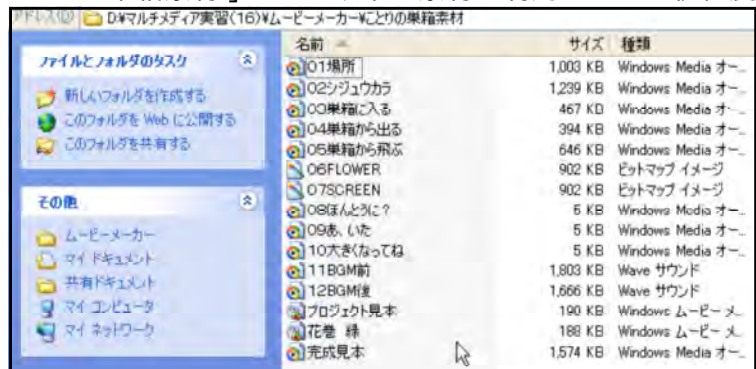 アドレス(D) D:¥マルチメディア実習(16)¥ムービーメーカー¥ことりの巣箱素材
ファイルとフォルダのタスク
新しいフォルダを作成する
このフォルダを Web に公開する
このフォルダを共有する
その他
ムービーメーカー
マイ ドキュメント
共有ドキュメント
マイ コンピュータ
マイ ネットワーク
名前 サイズ 種類
01場所 1,003 KB Windows Media オー...
02シジュウカラ 1,239 KB Windows Media オー...
03巣箱に入る 467 KB Windows Media オー...
04巣箱から出る 394 KB Windows Media オー...
05巣箱から飛ぶ 646 KB Windows Media オー...
06FLOWER 902 KB ビットマップ イメージ
07SCREEN 902 KB ビットマップ イメージ
08ほんとうに? 5 KB Windows Media オー...
09あ、いた 5 KB Windows Media オー...
10大きくなってね 5 KB Windows Media オー...
11BGM前 1,803 KB Wave サウンド
12BGM後 1,666 KB Wave サウンド
プロジェクト見本 190 KB Windows ムービー メ...
花巻 緑 188 KB Windows ムービー メ...
完成見本 1,574 KB Windows Media オー...